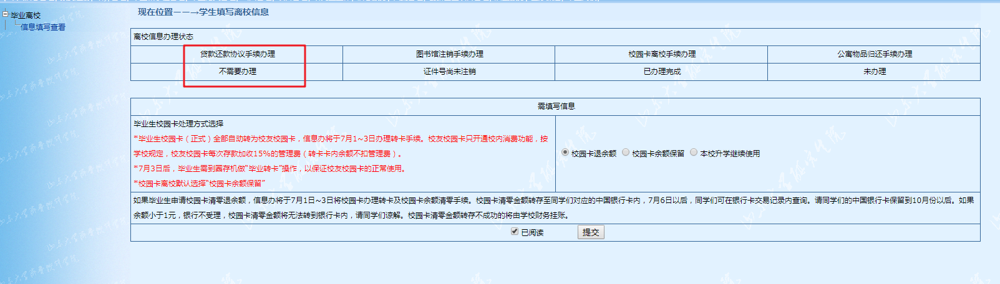 现在位置——→学生填写离校信息
毕业离校
信息填写查看
离校信息办理状态
贷款还款协议手续办理 图书馆注销手续办理 校园卡离校手续办理 公寓物品归还手续办理
不需要办理 证件号尚未注销 已办理完成 未办理
需填写信息
毕业生校园卡处理方式选择
*毕业生校园卡（正式）全部自动转为校友校园卡，信息办将于7月1~3日办理转卡手续。校友校园卡只开通校内消费功能，按
学校规定，校友校园卡每次存款加收15%的管理费（转卡卡内余额不扣管理费）。
*7月3日后，毕业生需到圈存机做“毕业转卡”操作，以保证校友校园卡的正常使用。
*校园卡离校默认选择“校园卡余额保留”
校园卡退余额 校园卡余额保留 本校升学继续使用
如果毕业生申请校园卡清零退余额，信息办将于7月1日~3日将校园卡办理转卡及校园卡余额清零手续。校园卡清零金额转存至同学们对应的中国银行卡内，7月6日以后，同学们可在银行卡交易记录内查询。请同学们的中国银行卡保留到10月份以后。如果
余额小于1元，银行不受理，校园卡清零金额将无法转到银行卡内，请同学们谅解。校园卡清零金额转存不成功的将由学校财务挂账。
已阅读 提交